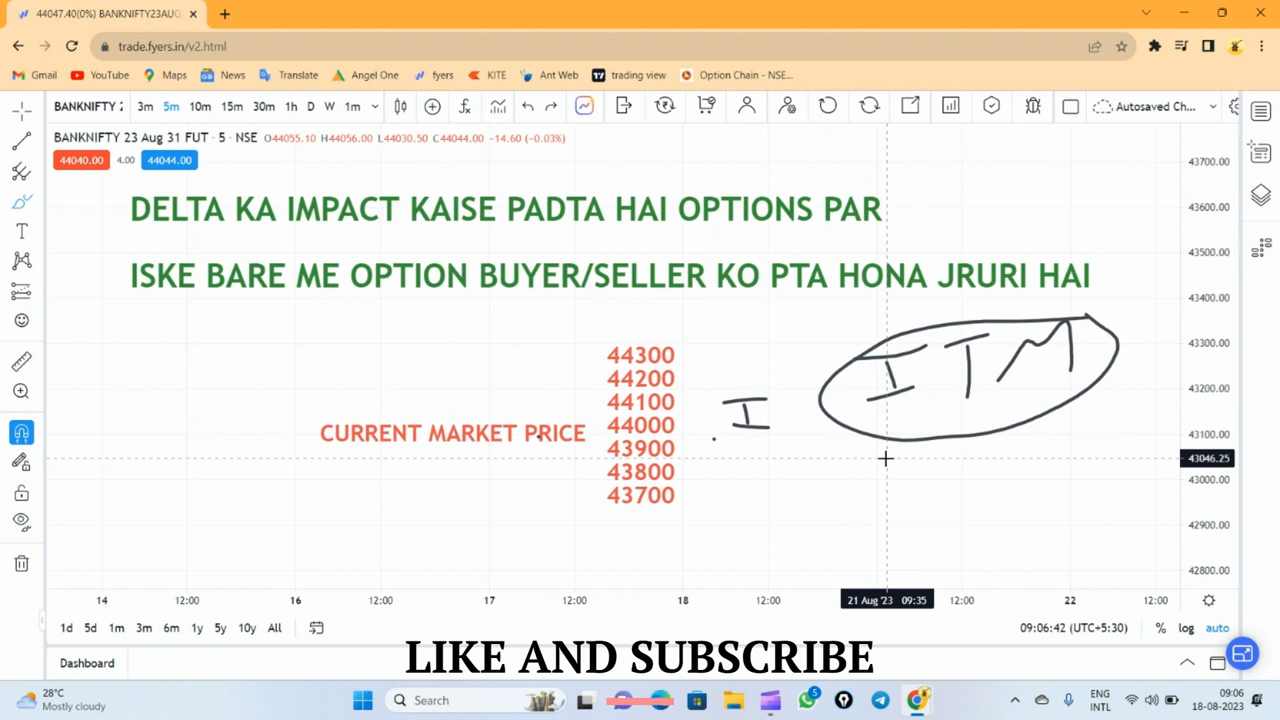 44047.40(0%) BANKNIFTY23AUG
trade.fyers.in/v2.html
Gmail YouTube Maps News Translate Angel One fyers KITE Ant Web trading view Option Chain - NSE...
BANKNIFTY 2 3m 5m 10m 15m 30m 1h D W 1m Autosaved Ch...
BANKNIFTY 23 Aug 31 FUT · 5 · NSE O44055.10 H44056.00 L44030.50 C44044.00 -14.60 (-0.03%)
44040.00 4.00 44044.00
DELTA KA IMPACT KAISE PADTA HAI OPTIONS PAR
ISKE BARE ME OPTION BUYER/SELLER KO PTA HONA JRURI HAI
44300
44200
44100
44000
43900
43800
43700
CURRENT MARKET PRICE
I
ITM
43700.00
43600.00
43500.00
43400.00
43300.00
43200.00
43100.00
43046.25
43000.00
42900.00
42800.00
14 12:00 16 12:00 17 12:00 18 12:00 21 Aug '23 09:35 12:00 22 12:00
1d 5d 1m 3m 6m 1y 5y 10y All 09:06:42 (UTC+5:30) % log auto
LIKE AND SUBSCRIBE
Dashboard
28°C
Mostly cloudy
Search
5
ENG
INTL
09:06
18-08-2023